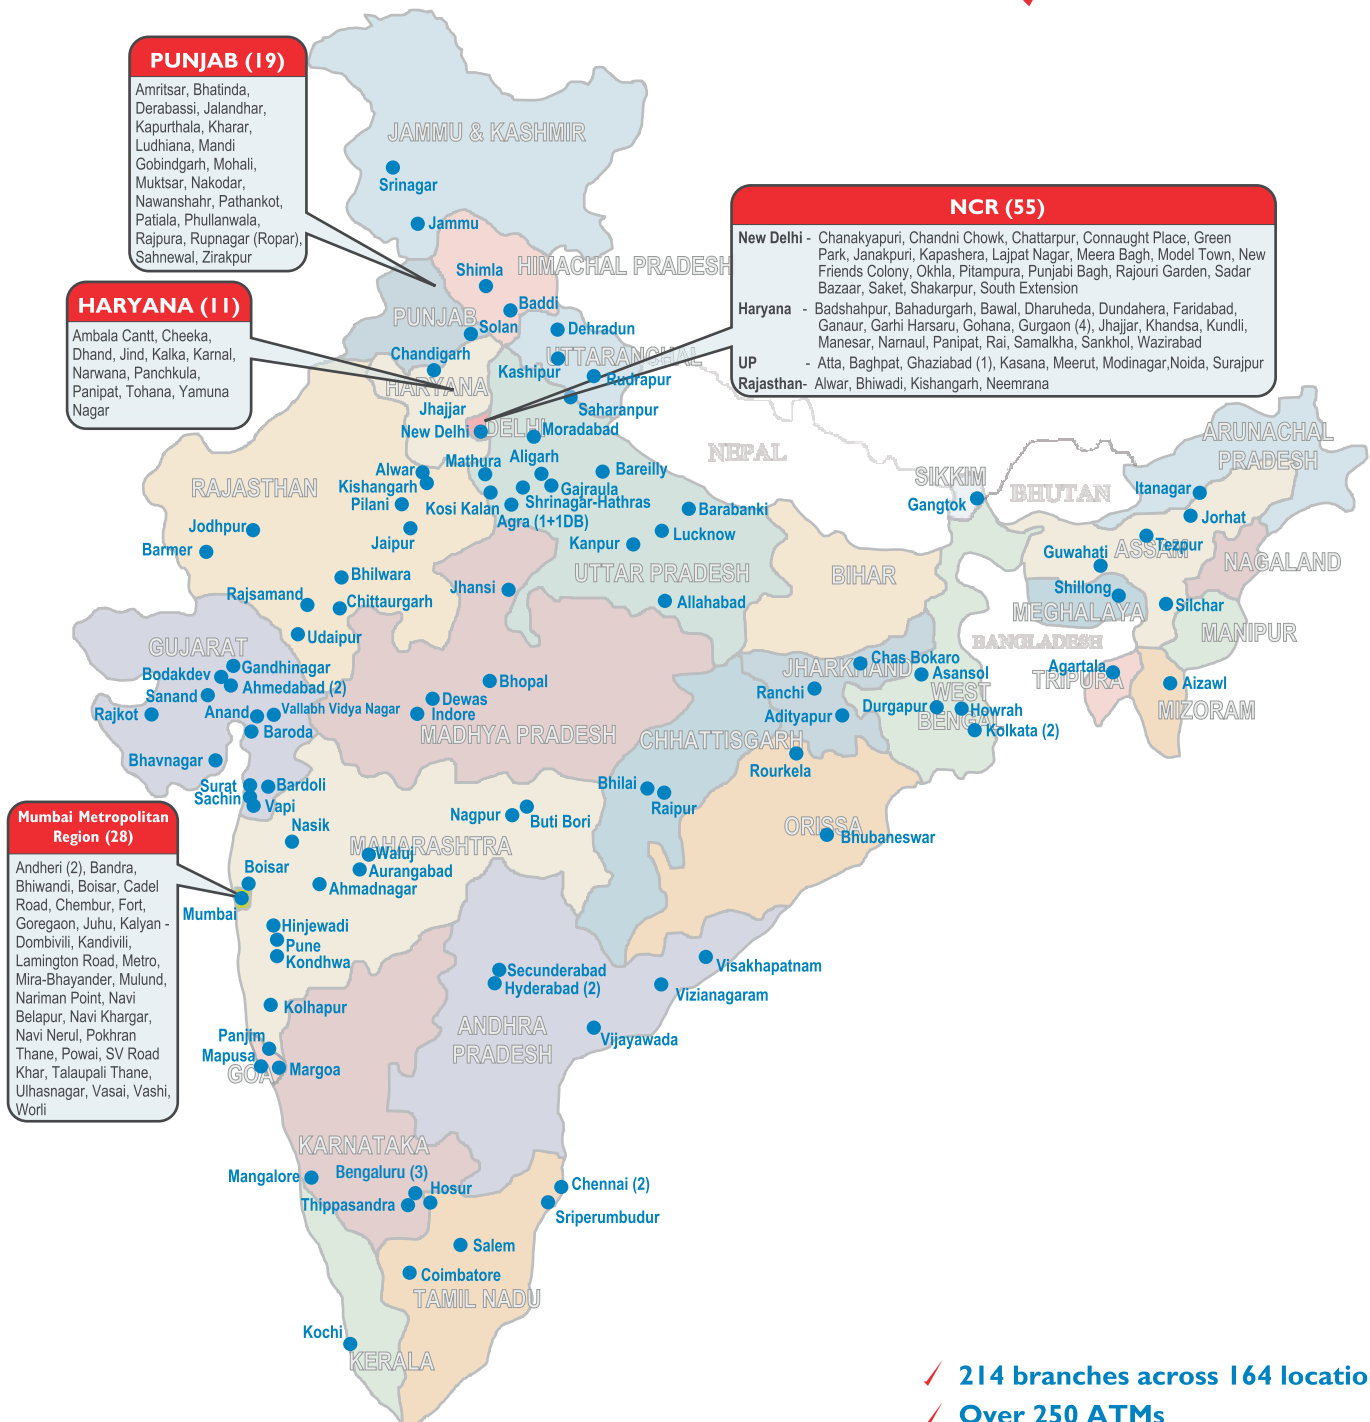 PUNJAB (19)
Amritsar, Bhatinda,
Derabassi, Jalandhar,
Kapurthala, Kharar,
Ludhiana, Mandi
Gobindgarh, Mohali,
Muktsar, Nakodar,
Nawanshahr, Pathankot,
Patiala, Phullanwala,
Rajpura, Rupnagar (Ropar),
Sahnewal, Zirakpur
HARYANA (11)
Ambala Cantt, Cheeka,
Dhand, Jind, Kalka, Karnal,
Narwana, Panchkula,
Panipat, Tohana, Yamuna
Nagar
NCR (55)
New Delhi - Chanakyapuri, Chandni Chowk, Chattarpur, Connaught Place, Green
Park, Janakpuri, Kapashera, Lajpat Nagar, Meera Bagh, Model Town, New
Friends Colony, Okhla, Pitampura, Punjabi Bagh, Rajouri Garden, Sadar
Bazaar, Saket, Shakarpur, South Extension
Haryana - Badshahpur, Bahadurgarh, Bawal, Dharuheda, Dundahera, Faridabad,
Ganaur, Garhi Harsaru, Gohana, Gurgaon (4), Jhajjar, Khandsa, Kundli,
Manesar, Narnaul, Panipat, Rai, Samalkha, Sankhol, Wazirabad
UP - Atta, Baghpat, Ghaziabad (1), Kasana, Meerut, Modinagar,Noida, Surajpur
Rajasthan- Alwar, Bhiwadi, Kishangarh, Neemrana
Mumbai Metropolitan
Region (28)
Andheri (2), Bandra,
Bhiwandi, Boisar, Cadel
Road, Chembur, Fort,
Goregaon, Juhu, Kalyan -
Dombivili, Kandivili,
Lamington Road, Metro,
Mira-Bhayander, Mulund,
Nariman Point, Navi
Belapur, Navi Khargar,
Navi Nerul, Pokhran
Thane, Powai, SV Road
Khar, Talaupali Thane,
Ulhasnagar, Vasai, Vashi,
Worli
JAMMU & KASHMIR
Srinagar
Jammu
HIMACHAL PRADESH
Shimla
Baddi
Solan
PUNJAB
Chandigarh
Dehradun
UTTARANCHAL
Kashipur
Rudrapur
Saharanpur
HARYANA
Jhajjar
New Delhi
DELHI
Moradabad
Mathura
Aligarh
Bareilly
Gajraula
Shrinagar-Hathras
Kosi Kalan
Agra (1+1DB)
Barabanki
Lucknow
Kanpur
UTTAR PRADESH
Jhansi
Allahabad
RAJASTHAN
Alwar
Kishangarh
Pilani
Jaipur
Jodhpur
Barmer
Bhilwara
Rajsamand
Chittaurgarh
Udaipur
NEPAL
SIKKIM
Gangtok
BHUTAN
ARUNACHAL
PRADESH
Itanagar
Jorhat
ASSAM
Tezpur
Guwahati
NAGALAND
Shillong
MEGHALAYA
Silchar
MANIPUR
BANGLADESH
Agartala
TRIPURA
Aizawl
MIZORAM
BIHAR
JHARKHAND
Chas Bokaro
Ranchi
Adityapur
Asansol
WEST
BENGAL
Durgapur
Howrah
Kolkata (2)
GUJARAT
Gandhinagar
Bodakdev
Ahmedabad (2)
Sanand
Rajkot
Anand
Vallabh Vidya Nagar
Baroda
Bhavnagar
Surat
Bardoli
Sachin
Vapi
Bhopal
Dewas
Indore
MADHYA PRADESH
CHHATTISGARH
Rourkela
Bhilai
Raipur
ORISSA
Bhubaneswar
Nagpur
Buti Bori
Nasik
MAHARASHTRA
Waluj
Aurangabad
Boisar
Ahmadnagar
Mumbai
Hinjewadi
Pune
Kondhwa
Kolhapur
Panjim
Mapusa
GOA
Margoa
Secunderabad
Hyderabad (2)
ANDHRA
PRADESH
Visakhapatnam
Vizianagaram
Vijayawada
KARNATAKA
Mangalore
Bengaluru (3)
Thippasandra
Hosur
Chennai (2)
Sriperumbudur
Salem
Coimbatore
TAMIL NADU
Kochi
KERALA
214 branches across 164 locatio
Over 250 ATMs